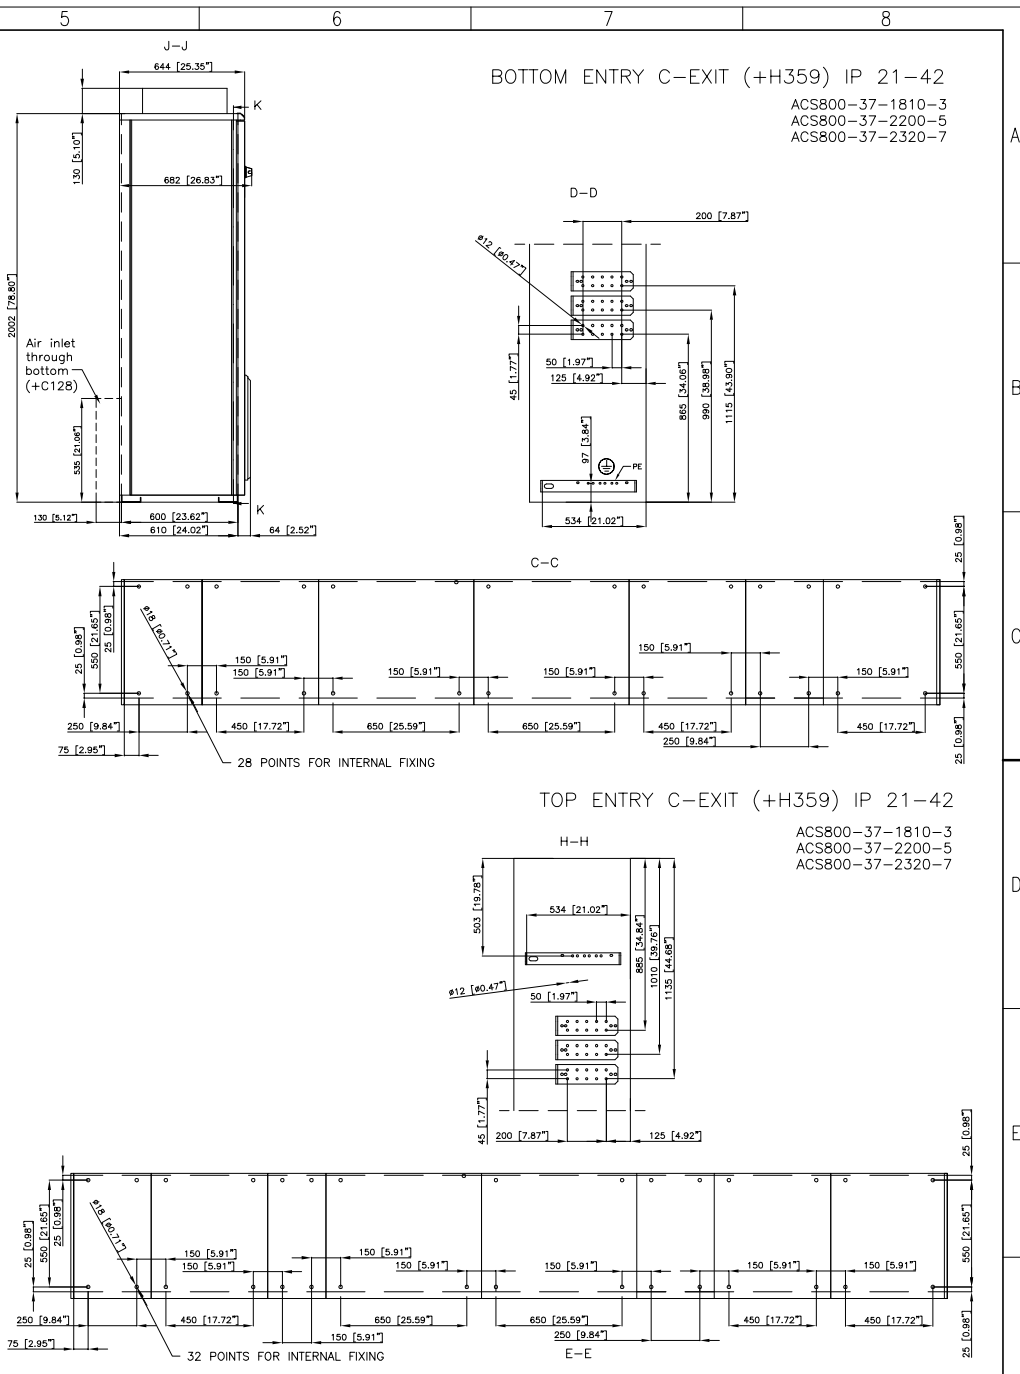 5 6 7 8
J-J
644 [25.35"]
BOTTOM ENTRY C-EXIT (+H359) IP 21-42
ACS800-37-1810-3
ACS800-37-2200-5
ACS800-37-2320-7
A
K
130 [5.10"]
682 [26.83"]
D-D
200 [7.87"]
ø12 [ø0.47"]
2002 [78.80"]
Air inlet
through
bottom
(+C128)
50 [1.97"]
125 [4.92"]
45 [1.77"]
865 [34.06"]
990 [38.98"]
1115 [43.90"]
B
535 [21.06"]
97 [3.84"]
PE
K
130 [5.12"]
600 [23.62"]
610 [24.02"]
64 [2.52"]
534 [21.02"]
C-C
25 [0.98"]
ø18 [ø0.71"]
25 [0.98"]
550 [21.65"]
25 [0.98"]
150 [5.91"]
150 [5.91"]
150 [5.91"]
150 [5.91"]
150 [5.91"]
150 [5.91"]
550 [21.65"]
C
250 [9.84"]
450 [17.72"]
650 [25.59"]
650 [25.59"]
450 [17.72"]
450 [17.72"]
250 [9.84"]
75 [2.95"]
25 [0.98"]
28 POINTS FOR INTERNAL FIXING
TOP ENTRY C-EXIT (+H359) IP 21-42
ACS800-37-1810-3
ACS800-37-2200-5
ACS800-37-2320-7
H-H
D
503 [19.78"]
534 [21.02"]
885 [34.84"]
1010 [39.76"]
1135 [44.68"]
ø12 [ø0.47"]
50 [1.97"]
45 [1.77"]
200 [7.87"]
125 [4.92"]
E
25 [0.98"]
ø18 [ø0.71"]
25 [0.98"]
550 [21.65"]
25 [0.98"]
150 [5.91"]
150 [5.91"]
150 [5.91"]
150 [5.91"]
150 [5.91"]
150 [5.91"]
150 [5.91"]
550 [21.65"]
250 [9.84"]
450 [17.72"]
650 [25.59"]
650 [25.59"]
450 [17.72"]
450 [17.72"]
150 [5.91"]
250 [9.84"]
75 [2.95"]
25 [0.98"]
32 POINTS FOR INTERNAL FIXING
E-E